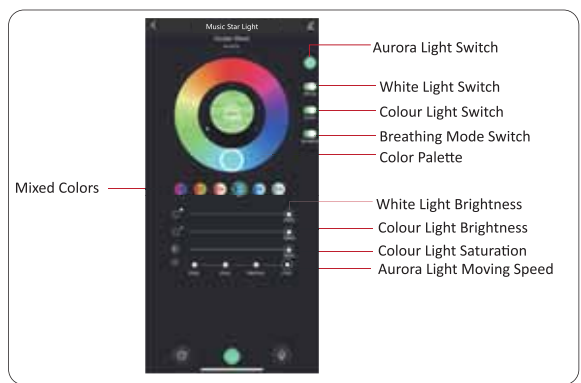 Music Star Light
Aurora Light Switch
White Light Switch
Colour Light Switch
Breathing Mode Switch
Color Palette
Mixed Colors
White Light Brightness
Colour Light Brightness
Colour Light Saturation
Aurora Light Moving Speed